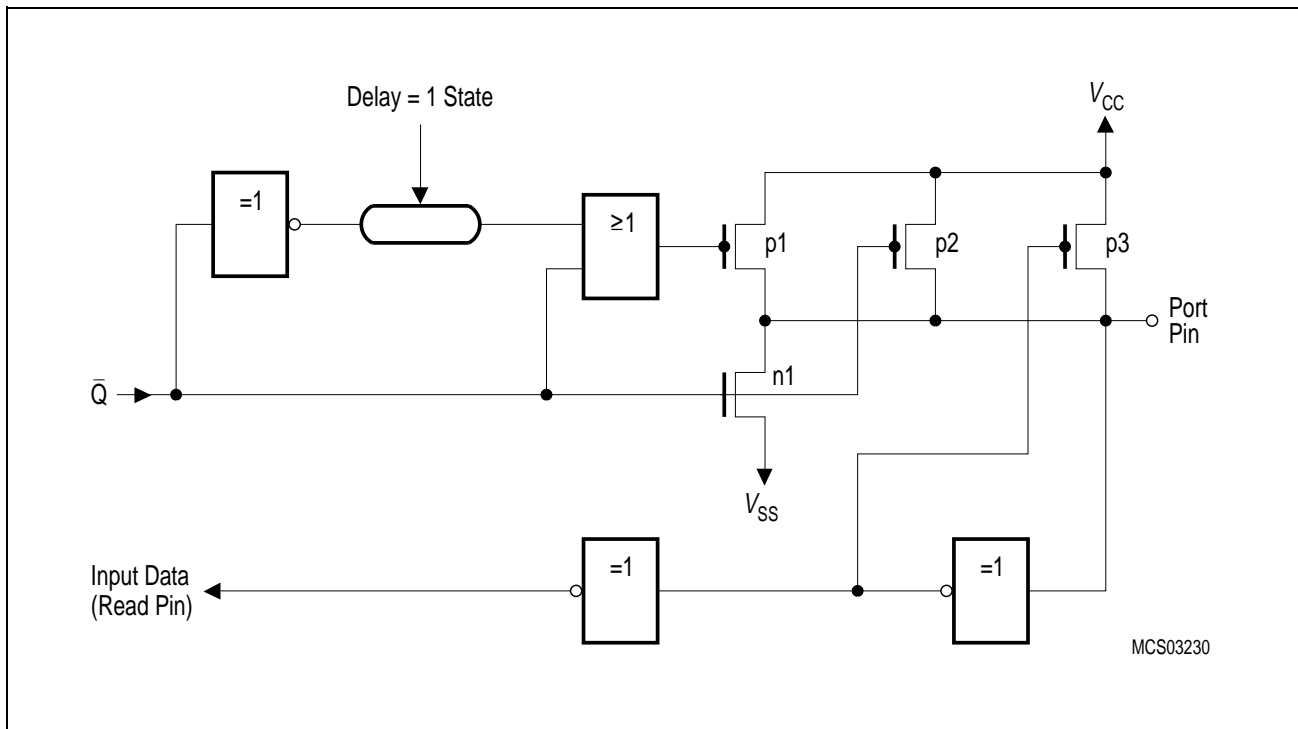 Delay = 1 State
V_CC
=1
≥1
p1
p2
p3
Port
Pin
Q̄
n1
V_SS
Input Data
(Read Pin)
=1
=1
MCS03230